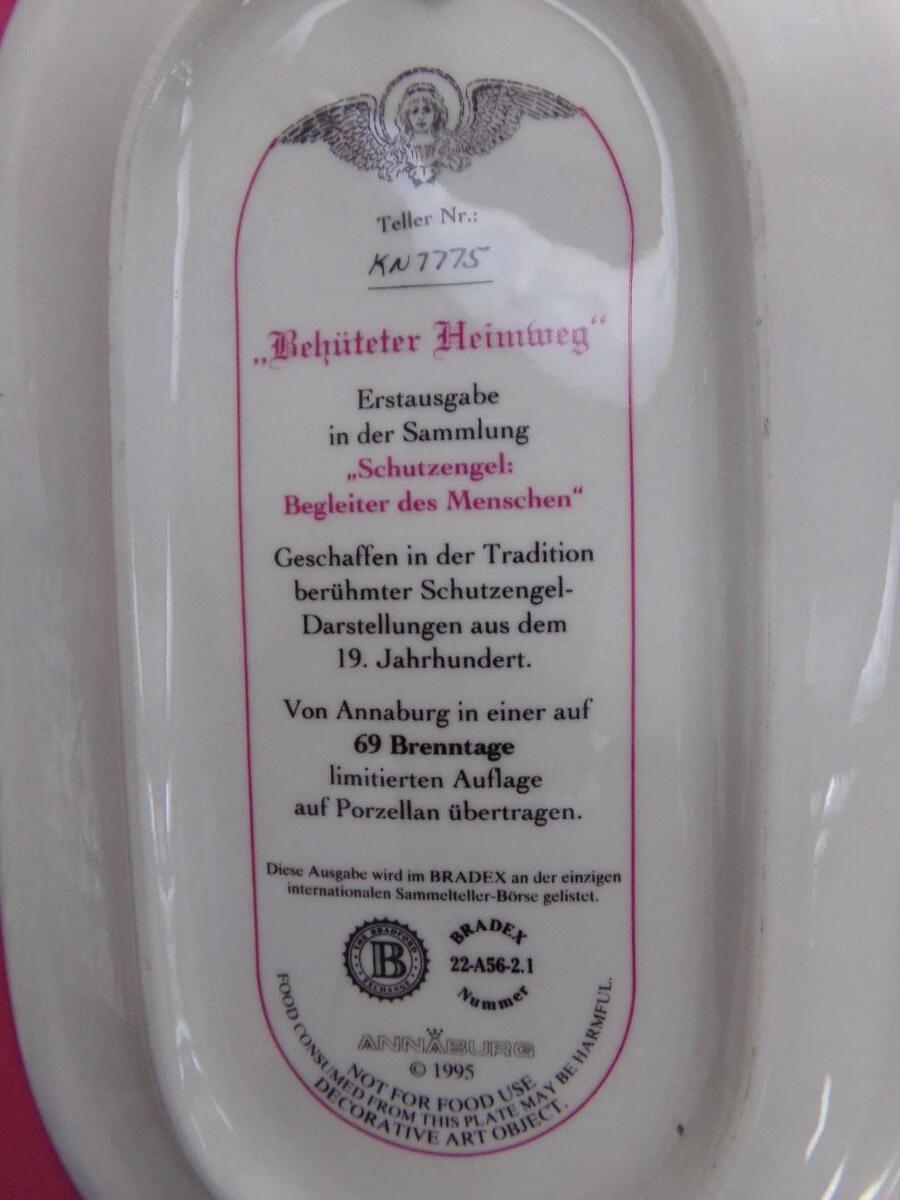 Teller Nr.:
KN7775
„Behüteter Heimweg“
Erstausgabe
in der Sammlung
„Schutzengel:
Begleiter des Menschen“
Geschaffen in der Tradition
berühmter Schutzengel-
Darstellungen aus dem
19. Jahrhundert.
Von Annaburg in einer auf
69 Brenntage
limitierten Auflage
auf Porzellan übertragen.
Diese Ausgabe wird im BRADEX an der einzigen
internationalen Sammelteller-Börse gelistet.
THE BRADFORD
B
EXCHANGE
BRADEX
22-A56-2.1
Nummer
ANNABURG
© 1995
NOT FOR FOOD USE
FOOD CONSUMED FROM THIS PLATE MAY BE HARMFUL.
DECORATIVE ART OBJECT.